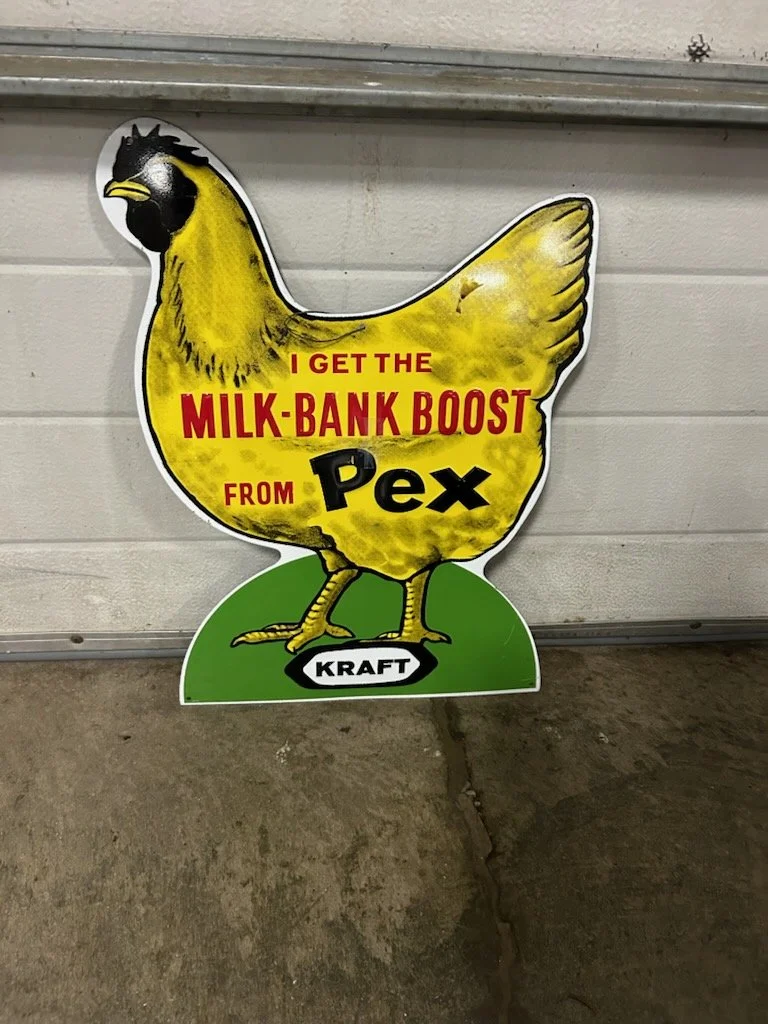 I GET THE
MILK-BANK BOOST
FROM Pex
KRAFT